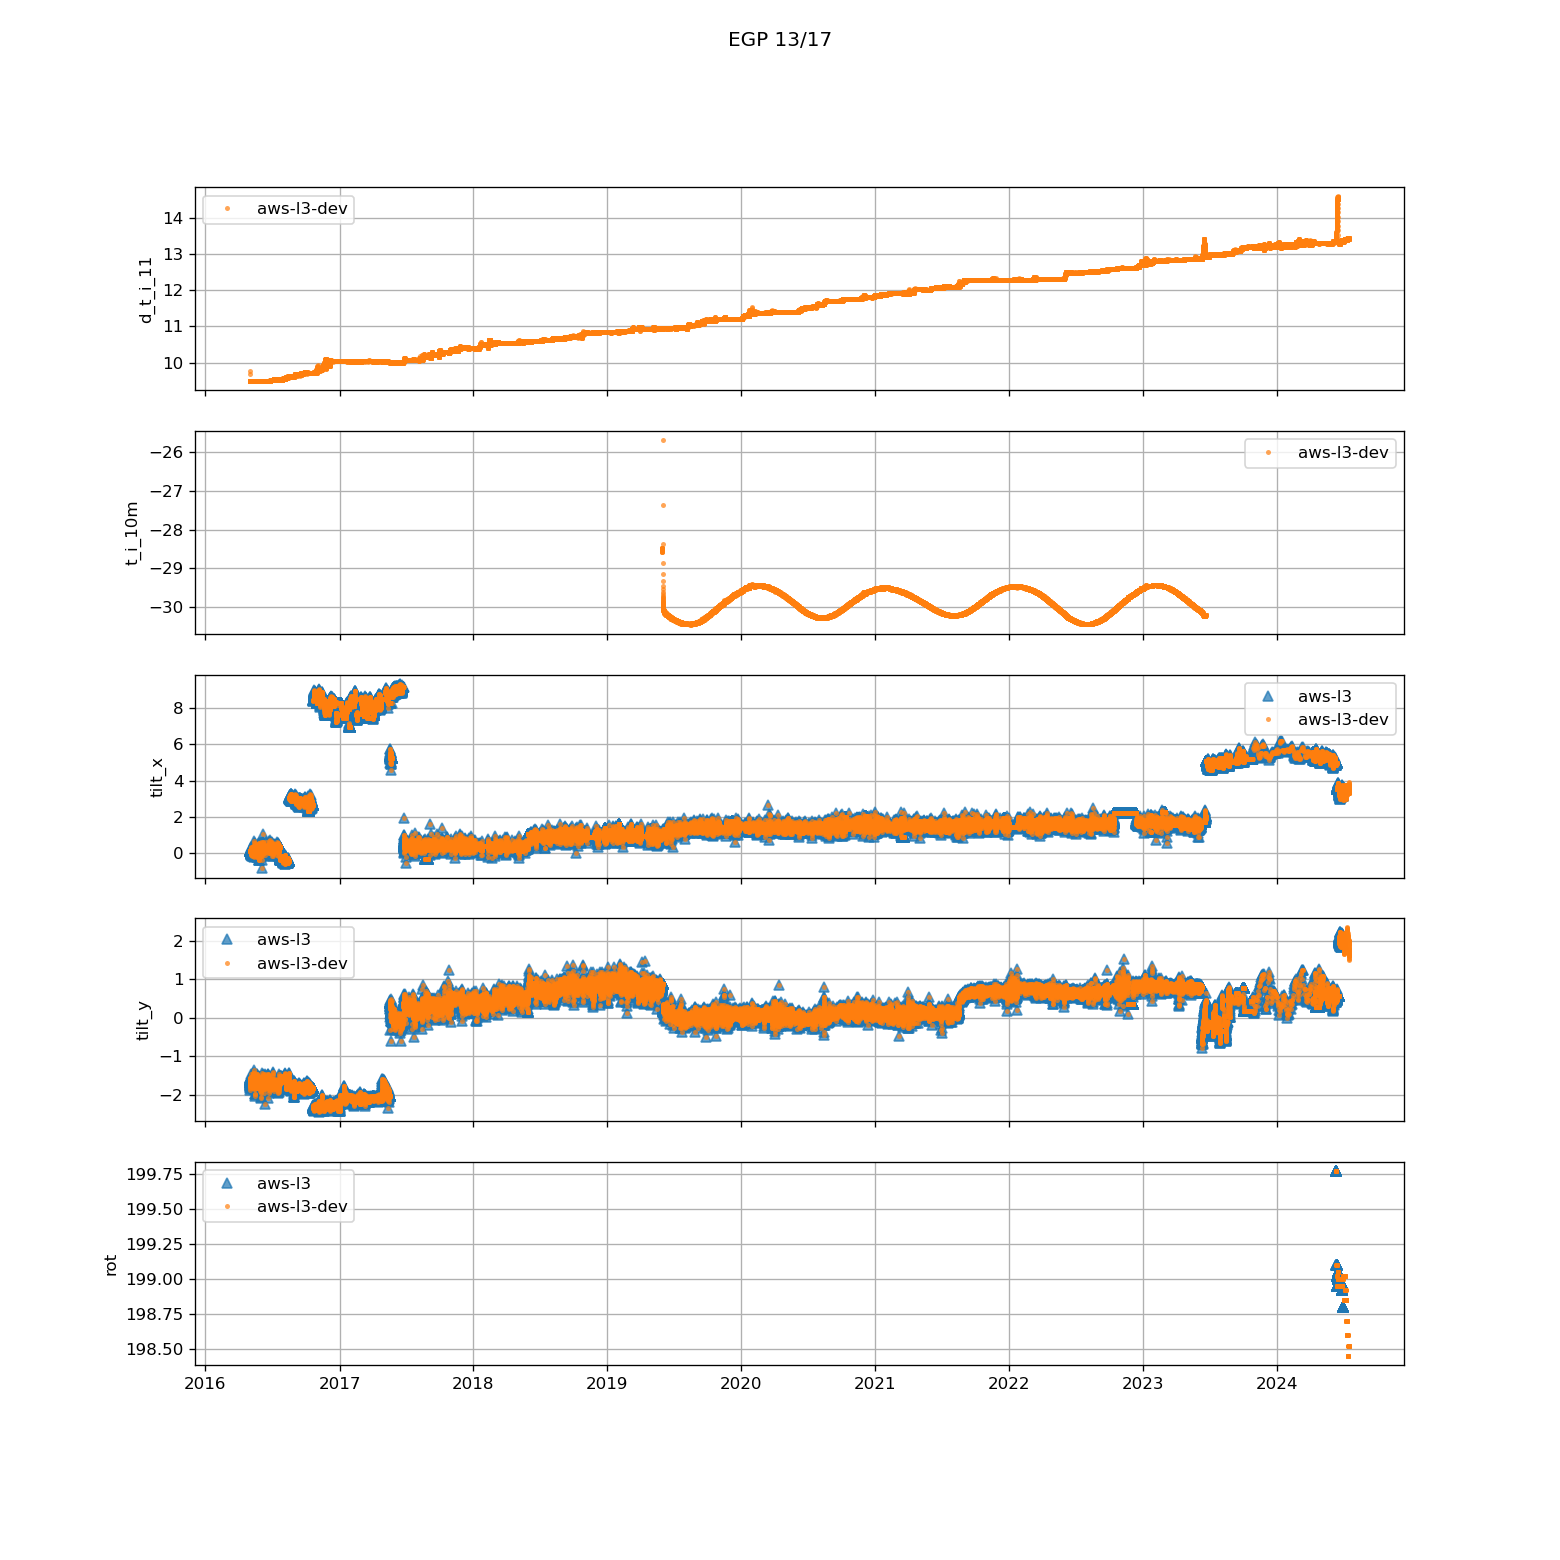 EGP 13/17
14
13
12
11
10
d_t_i_11
aws-l3-dev
−26
−27
−28
−29
−30
t_i_10m
aws-l3-dev
8
6
4
2
0
tilt_x
aws-l3
aws-l3-dev
2
1
0
−1
−2
tilt_y
aws-l3
aws-l3-dev
199.75
199.50
199.25
199.00
198.75
198.50
rot
aws-l3
aws-l3-dev
2016 2017 2018 2019 2020 2021 2022 2023 2024